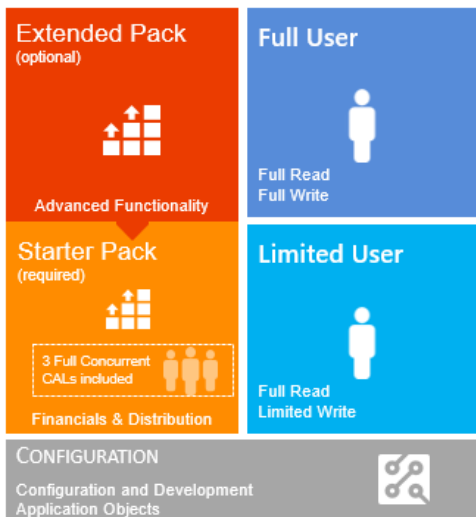 Extended Pack
(optional)
Advanced Functionality
Full User
Full Read
Full Write
Starter Pack
(required)
3 Full Concurrent
CALs included
Financials & Distribution
Limited User
Full Read
Limited Write
CONFIGURATION
Configuration and Development
Application Objects